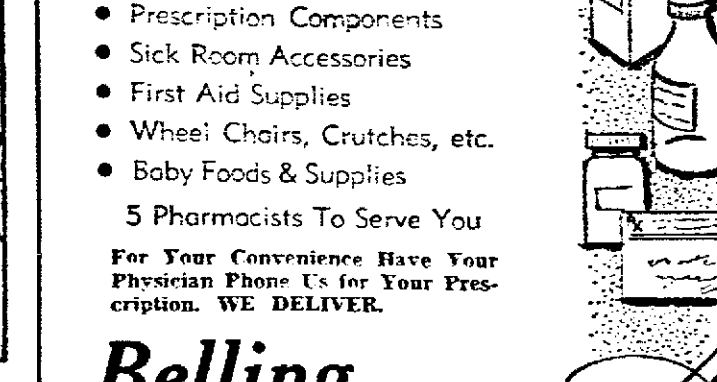 • Prescription Components
• Sick Room Accessories
• First Aid Supplies
• Wheel Chairs, Crutches, etc.
• Baby Foods & Supplies
5 Pharmacists To Serve You
For Your Convenience Have Your
Physician Phone Us for Your Pres-
cription. WE DELIVER.
Belling
Rx